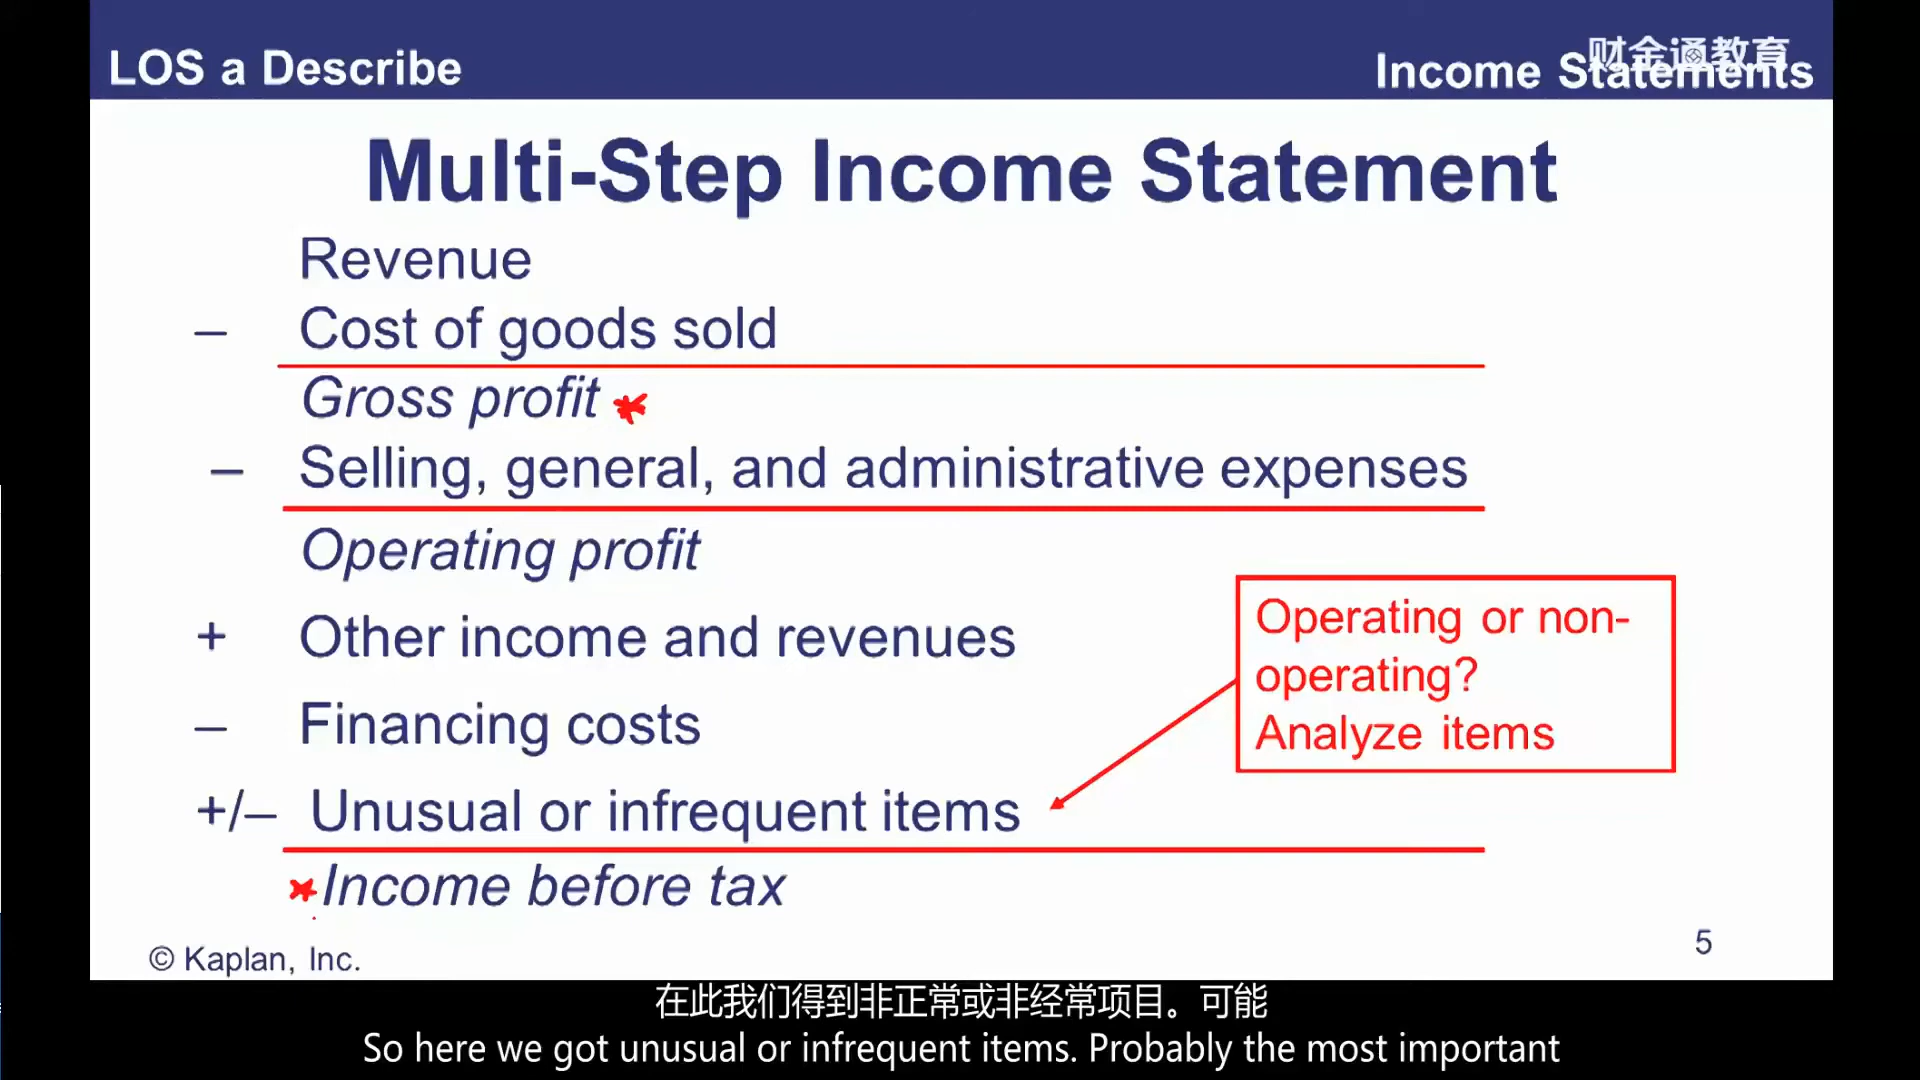 LOS a Describe
财金通教育
Income Statements
Multi-Step Income Statement
Revenue
– Cost of goods sold
Gross profit *
– Selling, general, and administrative expenses
Operating profit
+ Other income and revenues
– Financing costs
+/– Unusual or infrequent items
Operating or non-
operating?
Analyze items
* Income before tax
© Kaplan, Inc.
5
在此我们得到非正常或非经常项目。可能
So here we got unusual or infrequent items. Probably the most important